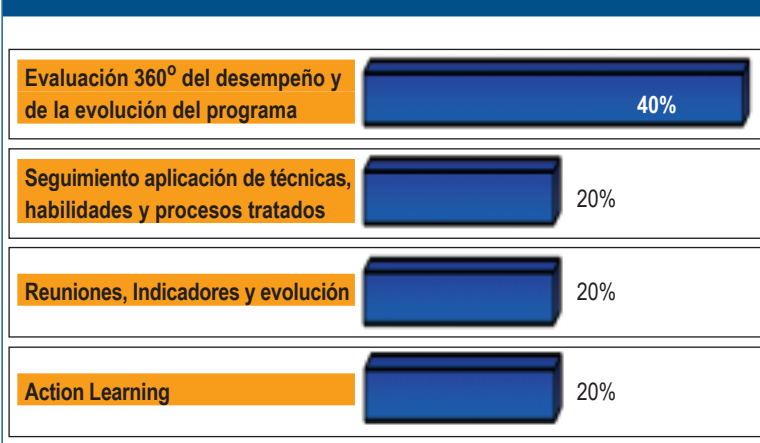 Evaluación 360º del desempeño y
de la evolución del programa
40%
Seguimiento aplicación de técnicas,
habilidades y procesos tratados
20%
Reuniones, Indicadores y evolución
20%
Action Learning
20%